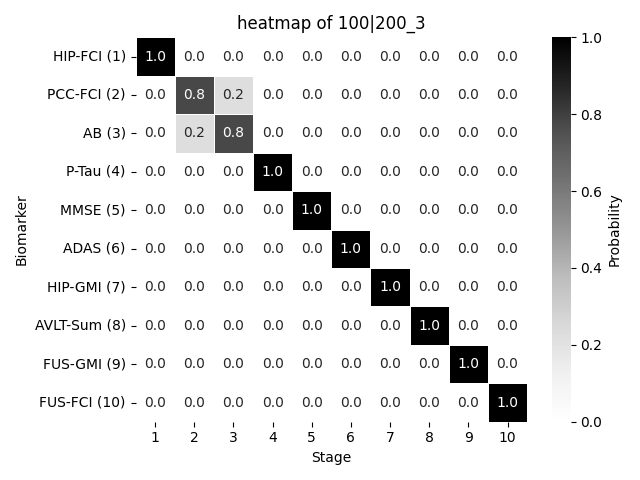 heatmap of 100|200_3
HIP-FCI (1) 1.0 0.0 0.0 0.0 0.0 0.0 0.0 0.0 0.0 0.0
PCC-FCI (2) 0.0 0.8 0.2 0.0 0.0 0.0 0.0 0.0 0.0 0.0
AB (3) 0.0 0.2 0.8 0.0 0.0 0.0 0.0 0.0 0.0 0.0
P-Tau (4) 0.0 0.0 0.0 1.0 0.0 0.0 0.0 0.0 0.0 0.0
MMSE (5) 0.0 0.0 0.0 0.0 1.0 0.0 0.0 0.0 0.0 0.0
ADAS (6) 0.0 0.0 0.0 0.0 0.0 1.0 0.0 0.0 0.0 0.0
HIP-GMI (7) 0.0 0.0 0.0 0.0 0.0 0.0 1.0 0.0 0.0 0.0
AVLT-Sum (8) 0.0 0.0 0.0 0.0 0.0 0.0 0.0 1.0 0.0 0.0
FUS-GMI (9) 0.0 0.0 0.0 0.0 0.0 0.0 0.0 0.0 1.0 0.0
FUS-FCI (10) 0.0 0.0 0.0 0.0 0.0 0.0 0.0 0.0 0.0 1.0
1 2 3 4 5 6 7 8 9 10
Stage
Biomarker
1.0
0.8
0.6
0.4
0.2
0.0
Probability